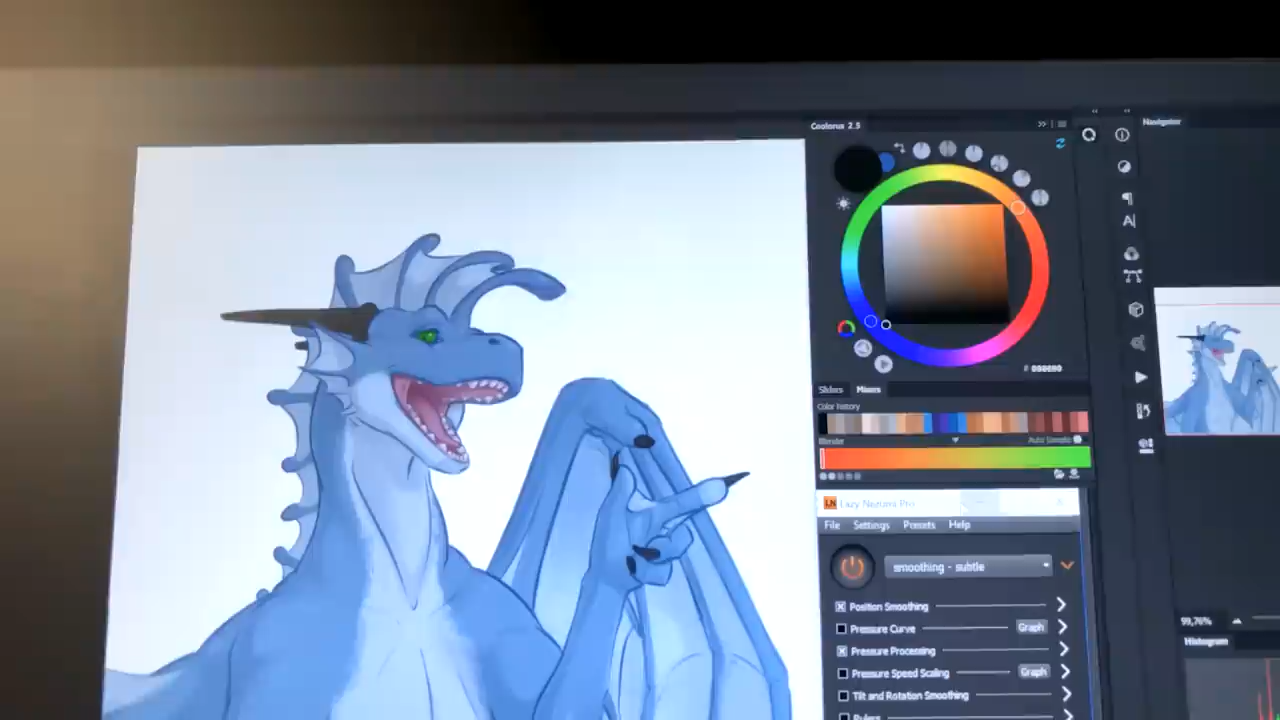 Coolorus 2.5
Navigator
Sliders Mixers
Color history
Blender Auto Sample
LN Lazy Nezumi Pro
File Settings Presets Help
smoothing - subtle
Position Smoothing
Pressure Curve Graph
Pressure Processing
Pressure Speed Scaling Graph
Tilt and Rotation Smoothing
Rulers
99,76%
Histogram